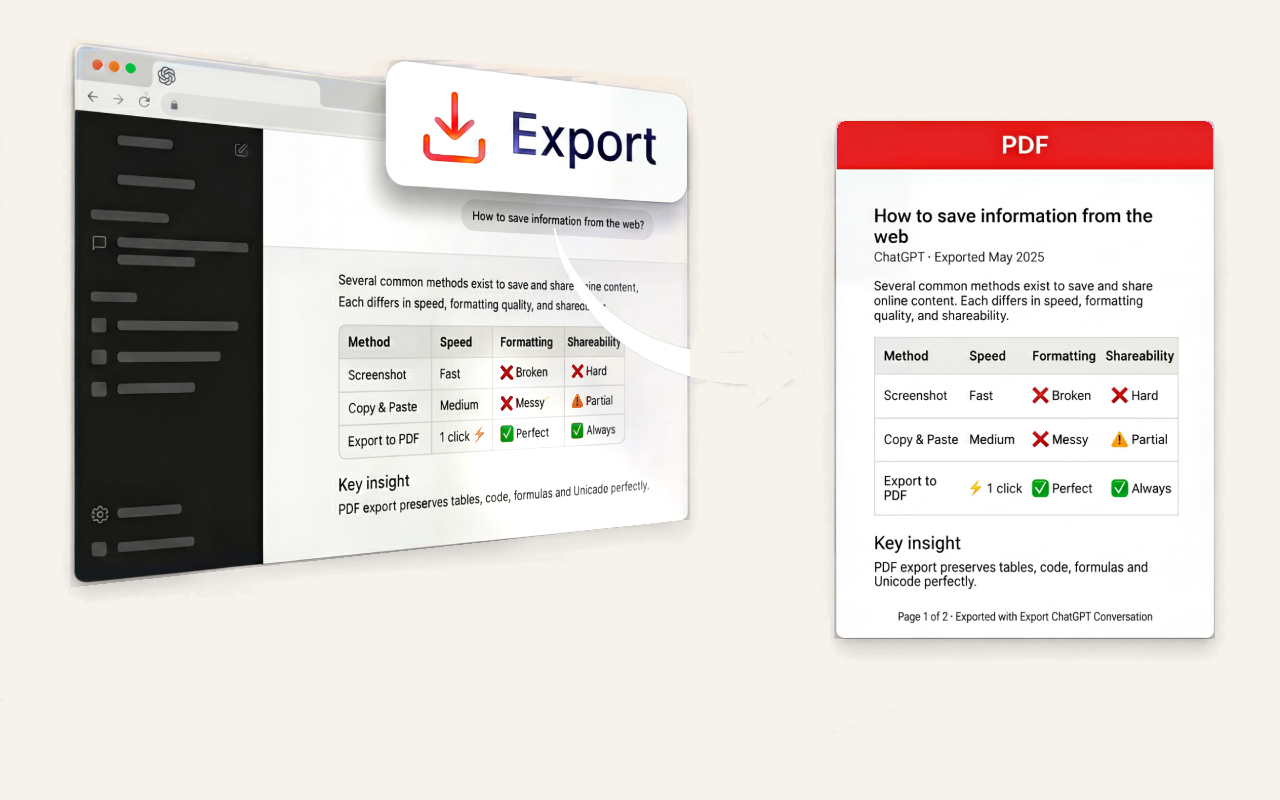 Export
How to save information from the web?
Several common methods exist to save and share online content,
Each differs in speed, formatting quality, and
Method Speed Formatting Shareability
Screenshot Fast ❌ Broken ❌ Hard
Copy & Paste Medium ❌ Messy ⚠️ Partial
Export to PDF 1 click ⚡ ✅ Perfect ✅ Always
Key insight
PDF export preserves tables, code, formulas and Unicade perfectly.
PDF
How to save information from the
web
ChatGPT · Exported May 2025
Several common methods exist to save and share
online content. Each differs in speed, formatting
quality, and shareability.
Method Speed Formatting Shareability
Screenshot Fast ❌ Broken ❌ Hard
Copy & Paste Medium ❌ Messy ⚠️ Partial
Export to
PDF ⚡ 1 click ✅ Perfect ✅ Always
Key insight
PDF export preserves tables, code, formulas and
Unicode perfectly.
Page 1 of 2 · Exported with Export ChatGPT Conversation